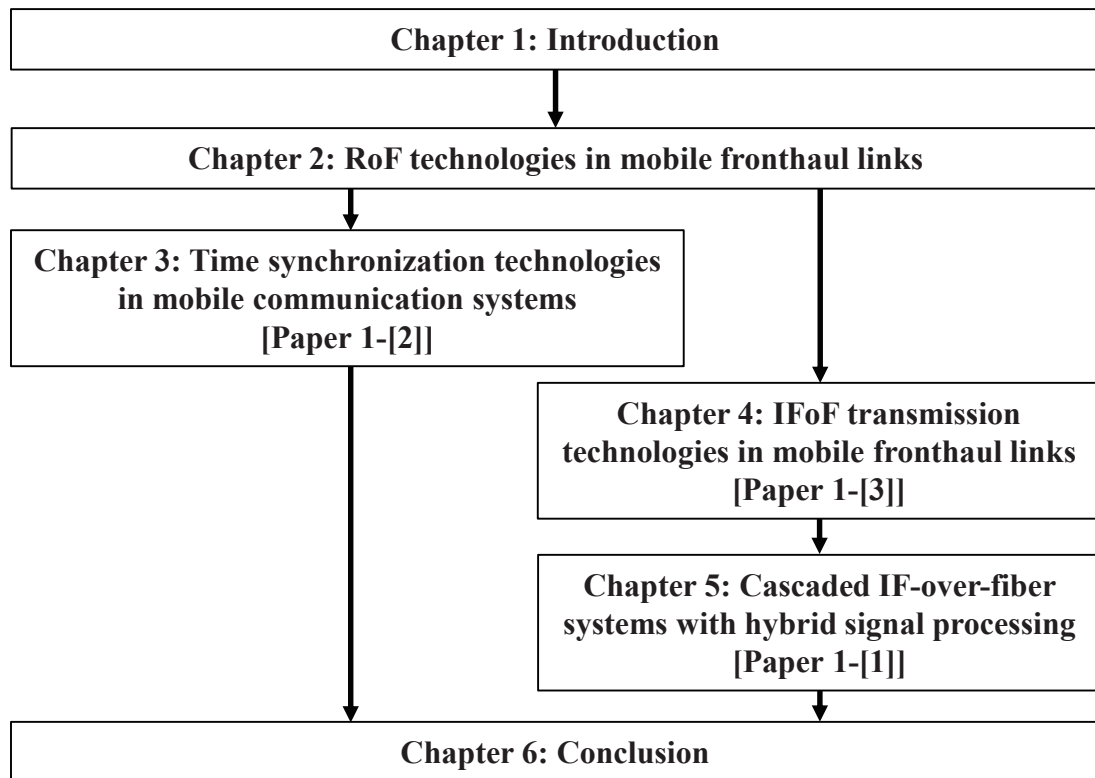 Chapter 1: Introduction
Chapter 2: RoF technologies in mobile fronthaul links
Chapter 3: Time synchronization technologies
in mobile communication systems
[Paper 1-[2]]
Chapter 4: IFoF transmission
technologies in mobile fronthaul links
[Paper 1-[3]]
Chapter 5: Cascaded IF-over-fiber
systems with hybrid signal processing
[Paper 1-[1]]
Chapter 6: Conclusion